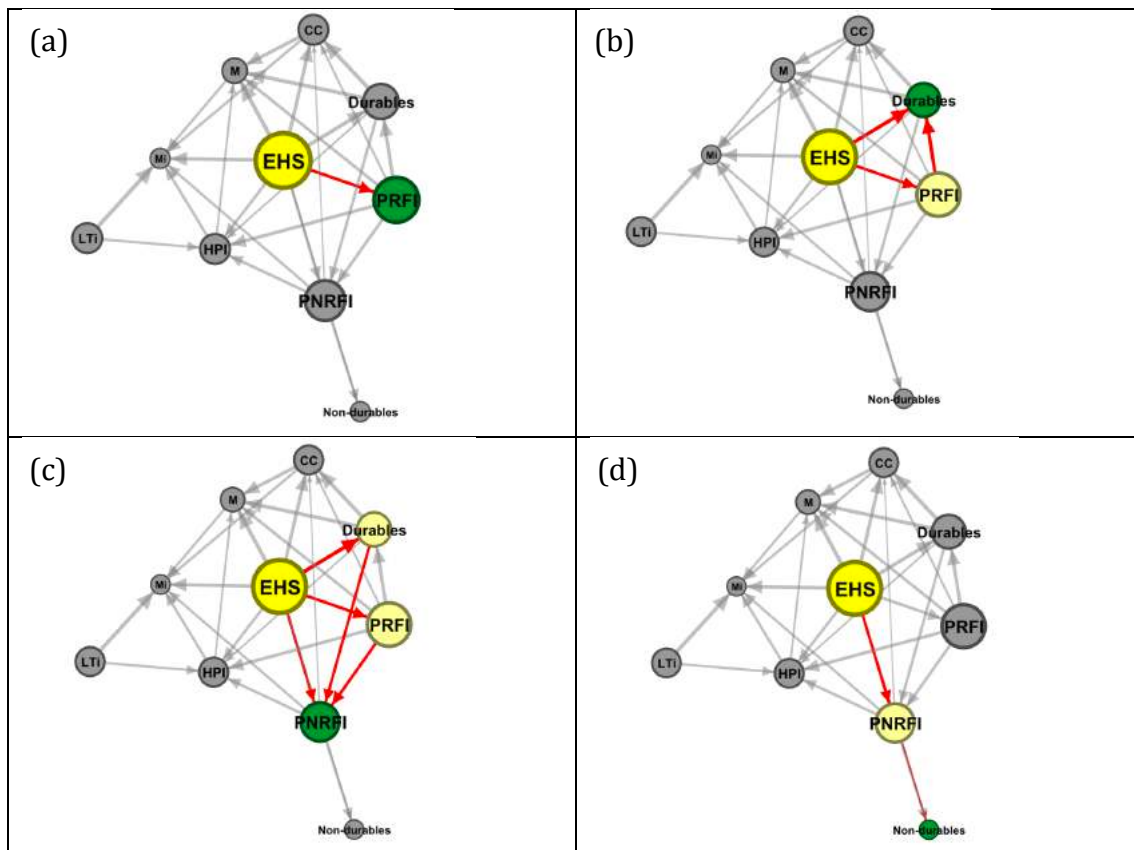 (a)
CC
M
Durables
Mi
EHS
PRFI
LTi
HPI
PNRFI
Non-durables
(b)
CC
M
Durables
Mi
EHS
PRFI
LTi
HPI
PNRFI
Non-durables
(c)
CC
M
Durables
Mi
EHS
PRFI
LTi
HPI
PNRFI
Non-durables
(d)
CC
M
Durables
Mi
EHS
PRFI
LTi
HPI
PNRFI
Non-durables